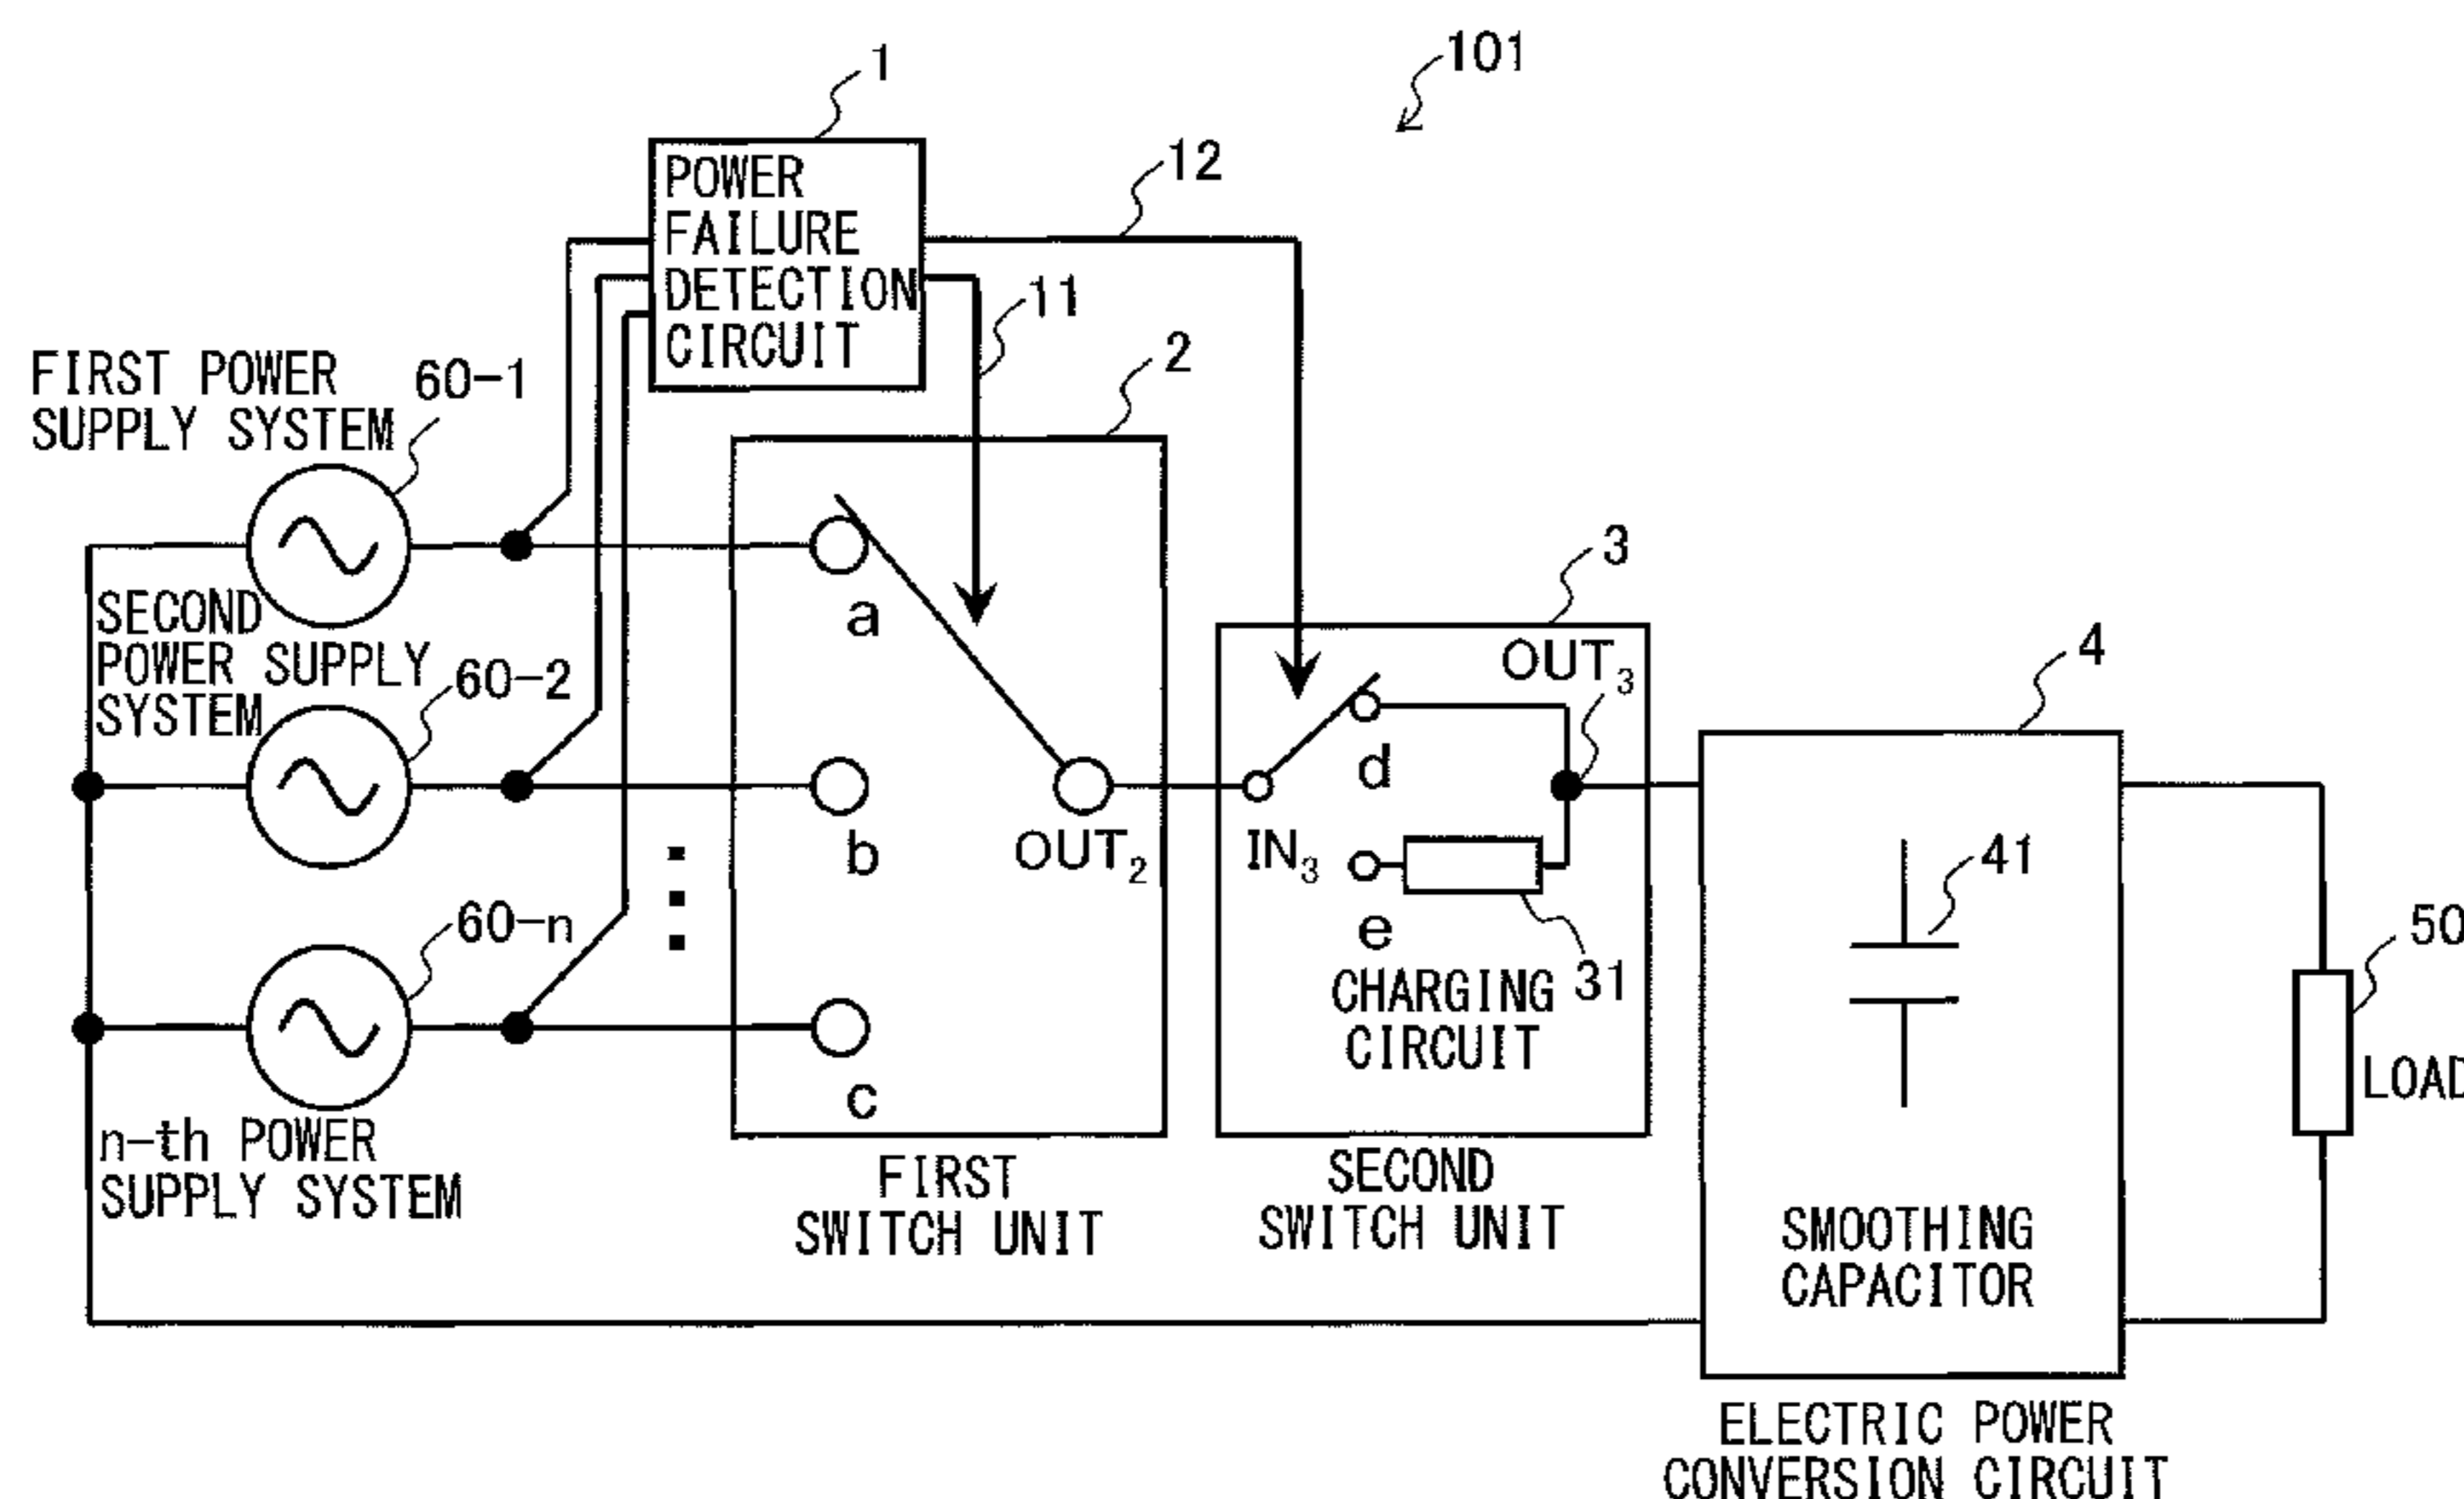 101
1
12
POWER
FAILURE
DETECTION
CIRCUIT
11
2
FIRST POWER
SUPPLY SYSTEM
60-1
3
a
SECOND
POWER SUPPLY
SYSTEM
60-2
OUT3
4
d
b
OUT2
IN3
41
60-n
e
31
50
CHARGING
CIRCUIT
LOAD
c
n-th POWER
SUPPLY SYSTEM
FIRST
SWITCH UNIT
SECOND
SWITCH UNIT
SMOOTHING
CAPACITOR
ELECTRIC POWER
CONVERSION CIRCUIT